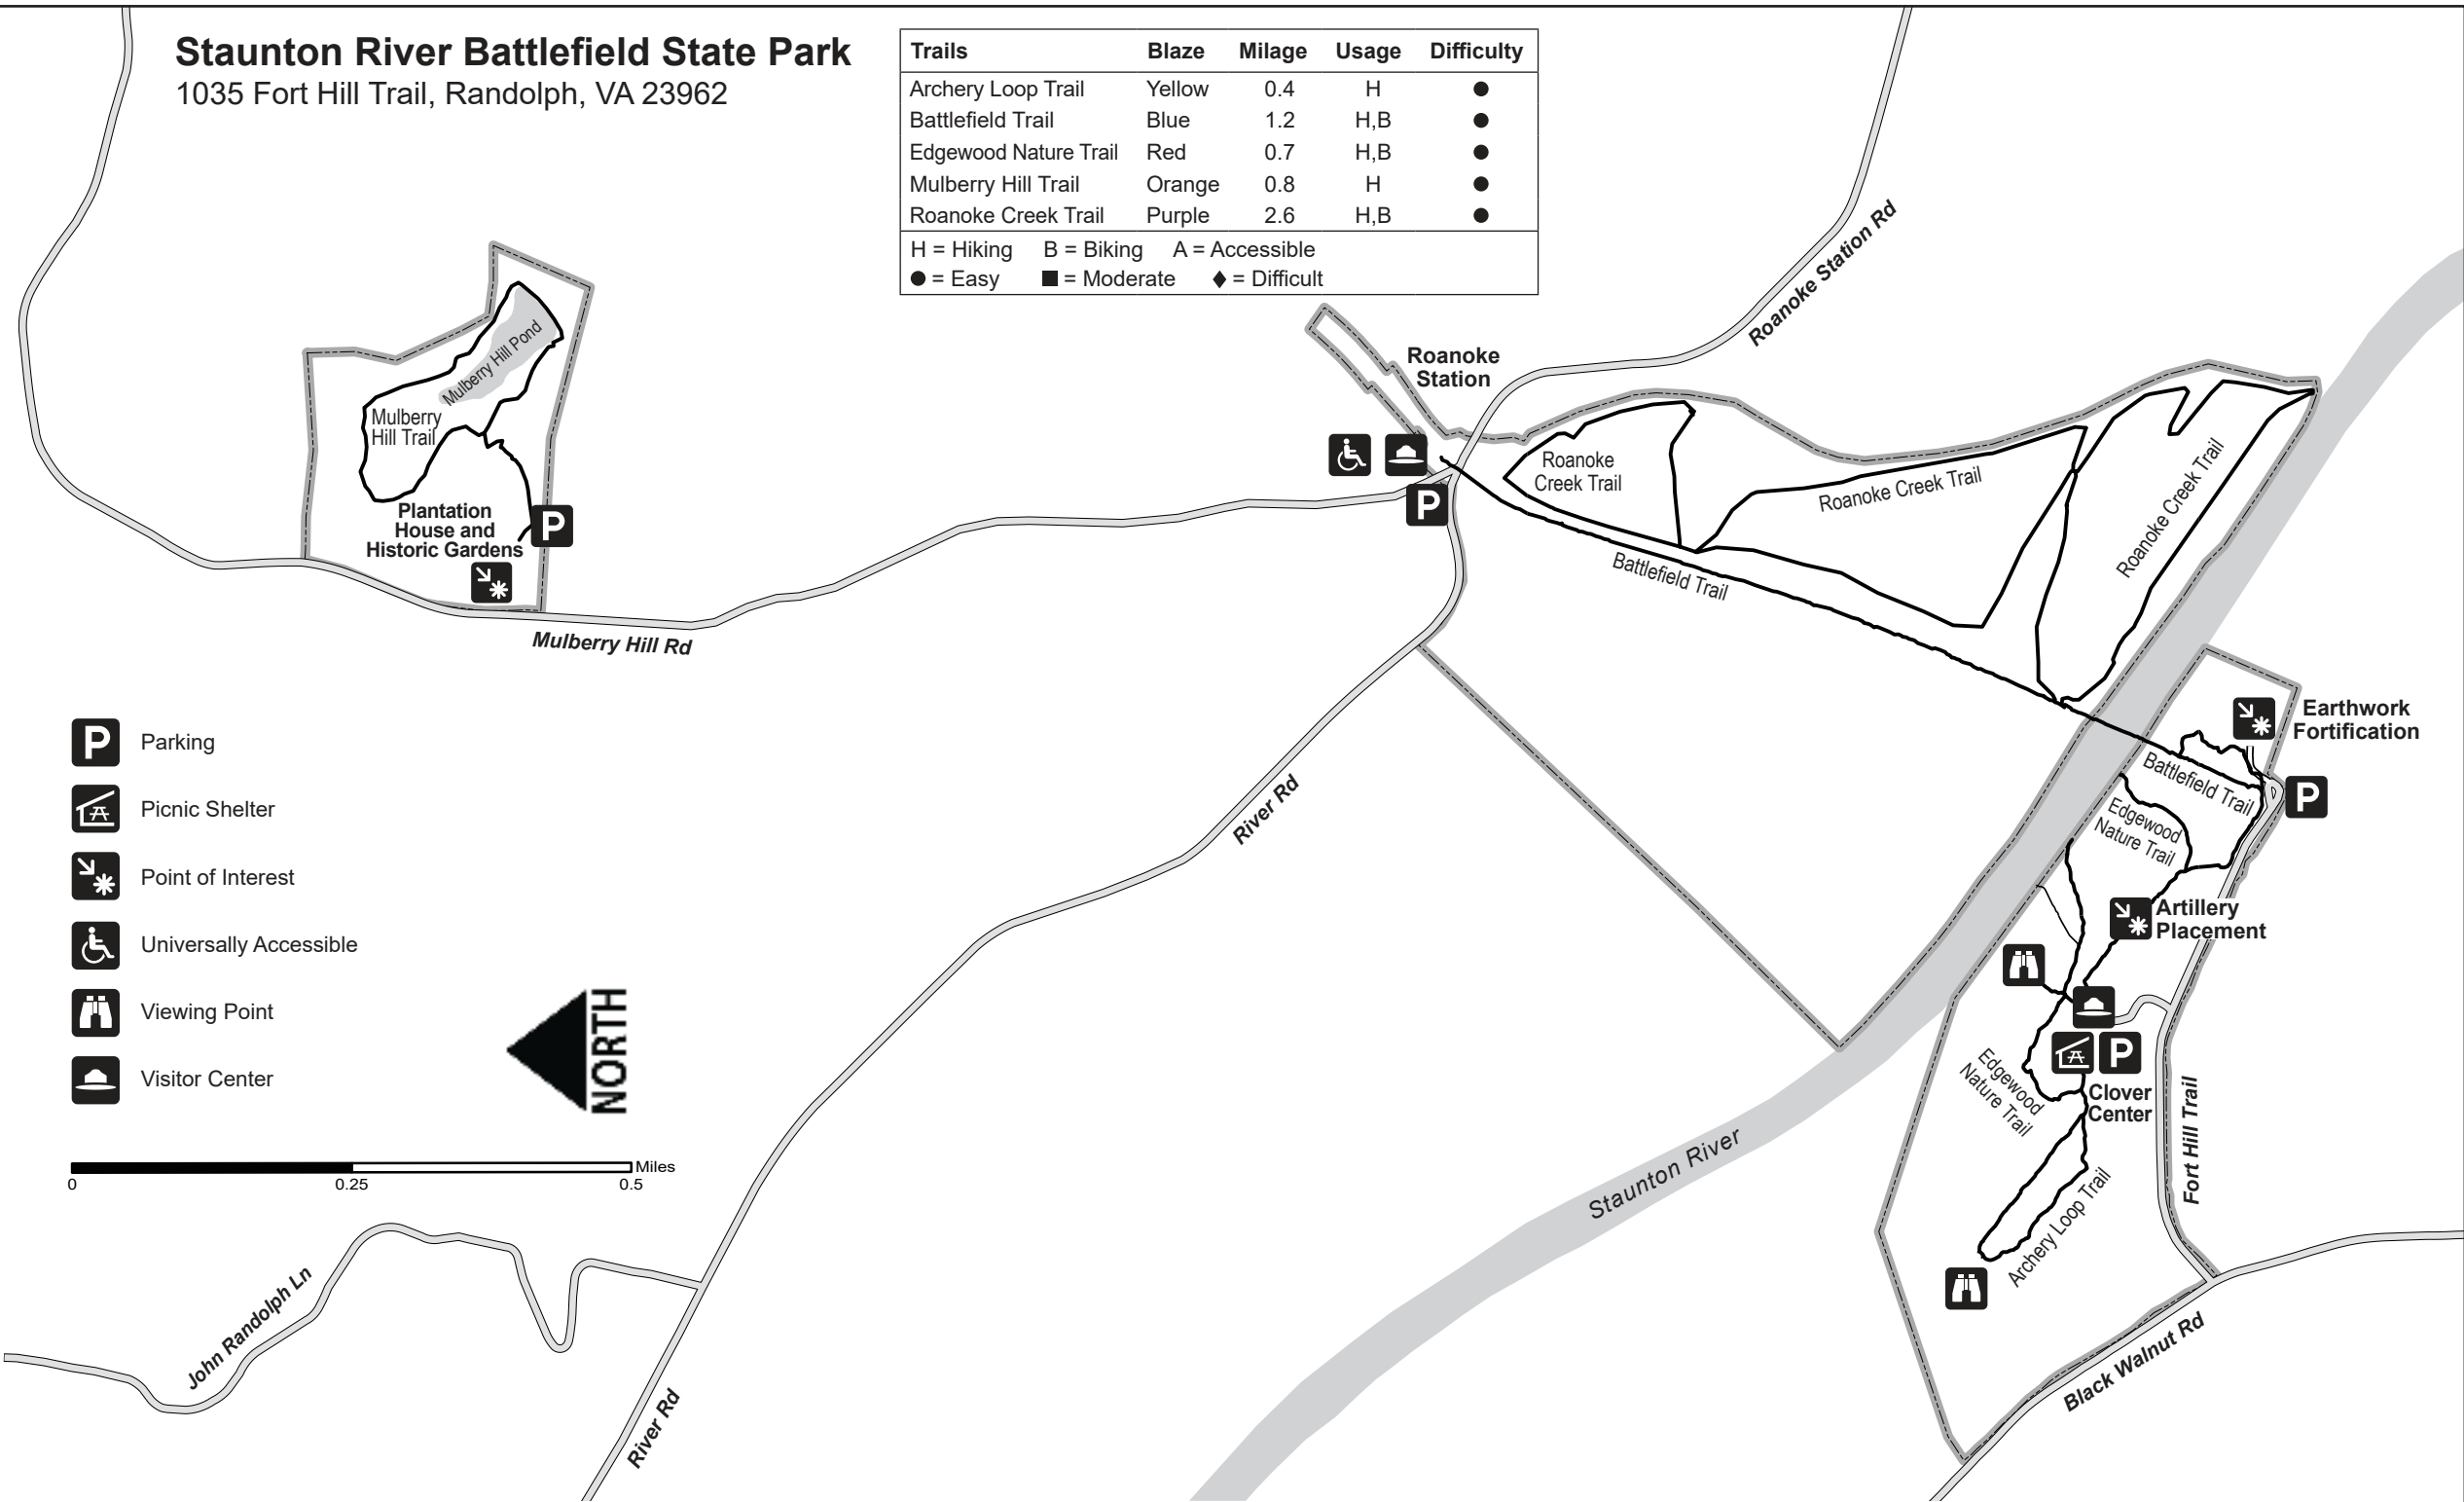 Staunton River Battlefield State Park
1035 Fort Hill Trail, Randolph, VA 23962
Trails Blaze Milage Usage Difficulty
Archery Loop Trail Yellow 0.4 H ●
Battlefield Trail Blue 1.2 H,B ●
Edgewood Nature Trail Red 0.7 H,B ●
Mulberry Hill Trail Orange 0.8 H ●
Roanoke Creek Trail Purple 2.6 H,B ●
H = Hiking B = Biking A = Accessible
● = Easy ■ = Moderate ♦ = Difficult
Roanoke Station Rd
Mulberry Hill Pond
Mulberry
Hill Trail
Plantation
House and
Historic Gardens
P
Mulberry Hill Rd
Roanoke
Station
P
Roanoke
Creek Trail
Roanoke Creek Trail
Roanoke Creek Trail
Battlefield Trail
River Rd
Earthwork
Fortification
Battlefield Trail
P
Edgewood
Nature Trail
Artillery
Placement
P
Clover
Center
Edgewood
Nature Trail
Fort Hill Trail
Archery Loop Trail
Staunton River
Black Walnut Rd
P Parking
Picnic Shelter
Point of Interest
Universally Accessible
Viewing Point
Visitor Center
NORTH
Miles
0 0.25 0.5
John Randolph Ln
River Rd